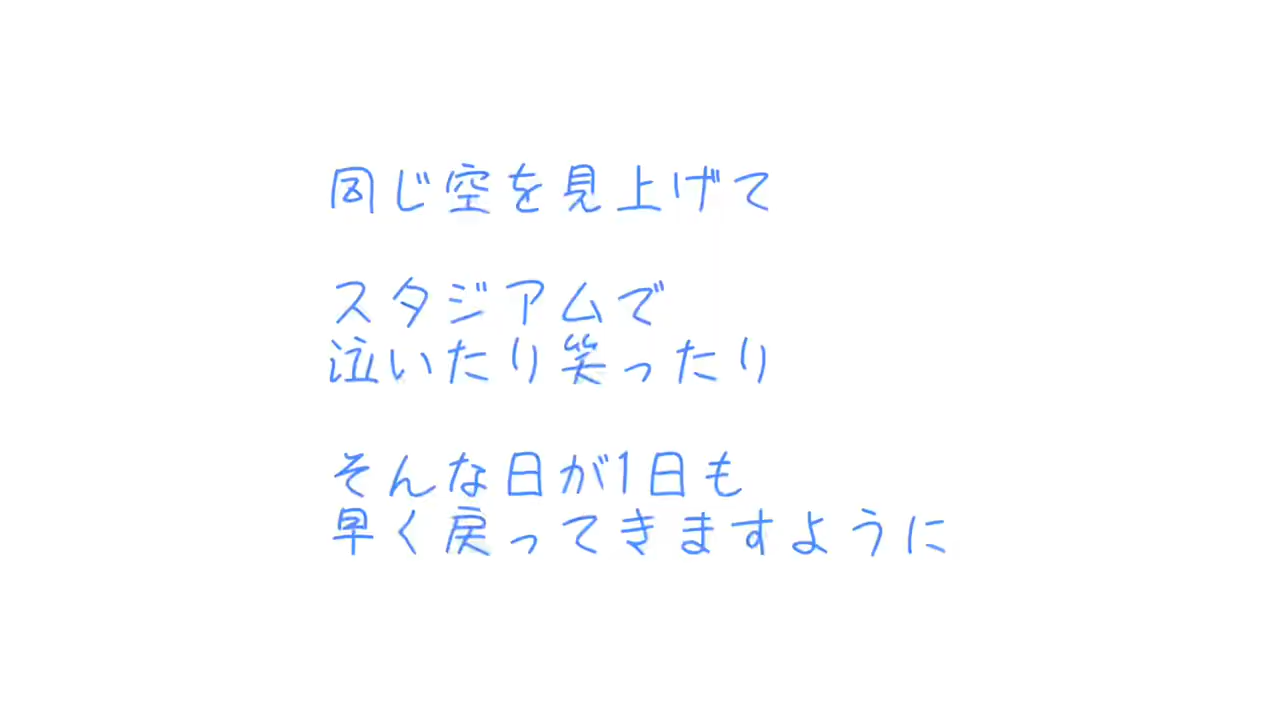 同じ空を見上げて
スタジアムで
泣いたり笑ったり
そんな日が1日も
早く戻ってきますように